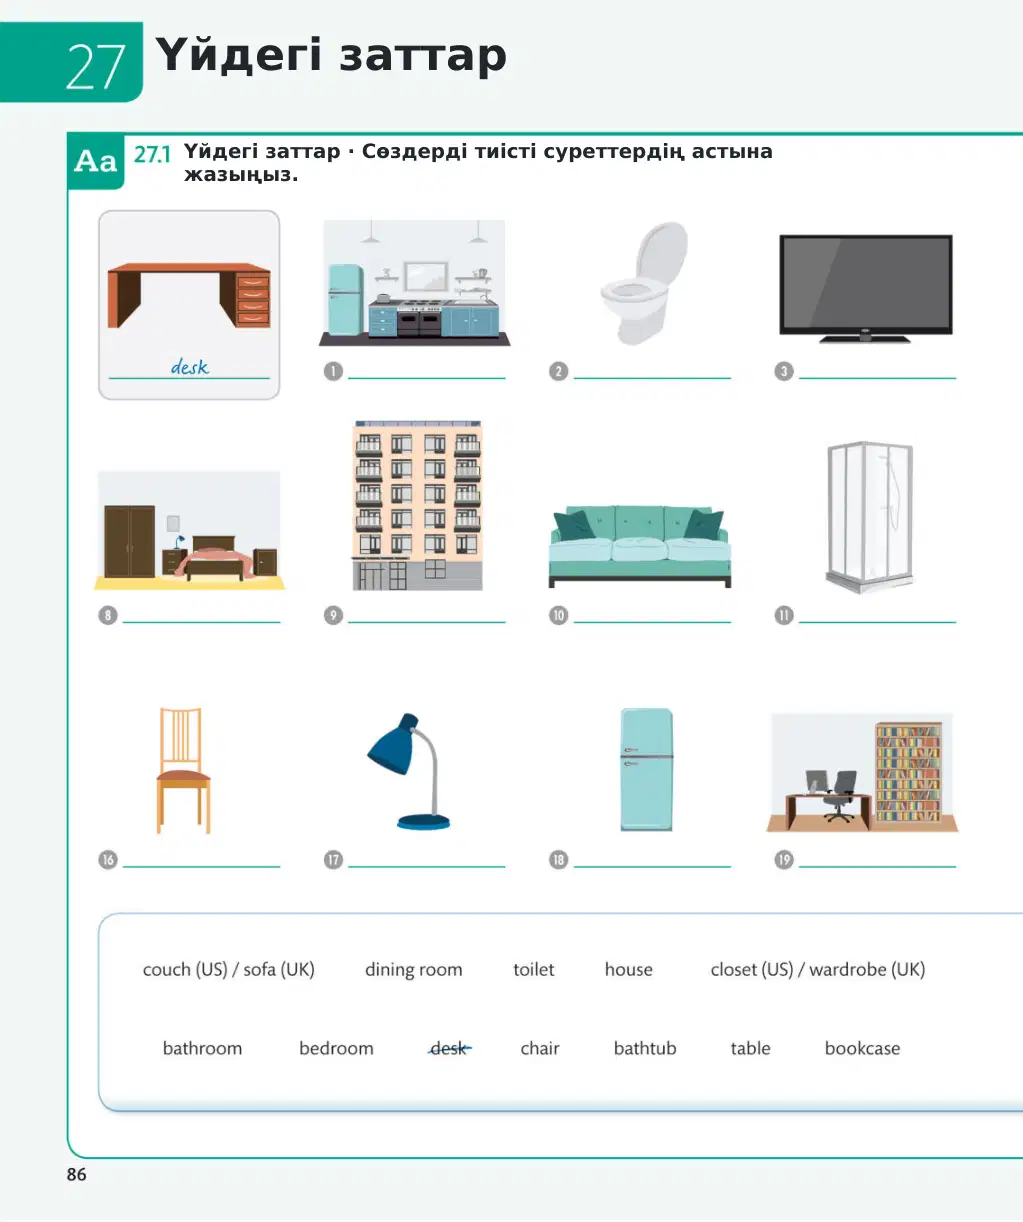 27
Үйдегі заттар
Aa
27.1 Үйдегі заттар · Сөздерді тиісті суреттердің астына
жазыңыз.
desk
1
2
3
8
9
10
11
16
17
18
19
couch (US) / sofa (UK) dining room toilet house closet (US) / wardrobe (UK)
bathroom bedroom desk chair bathtub table bookcase
86